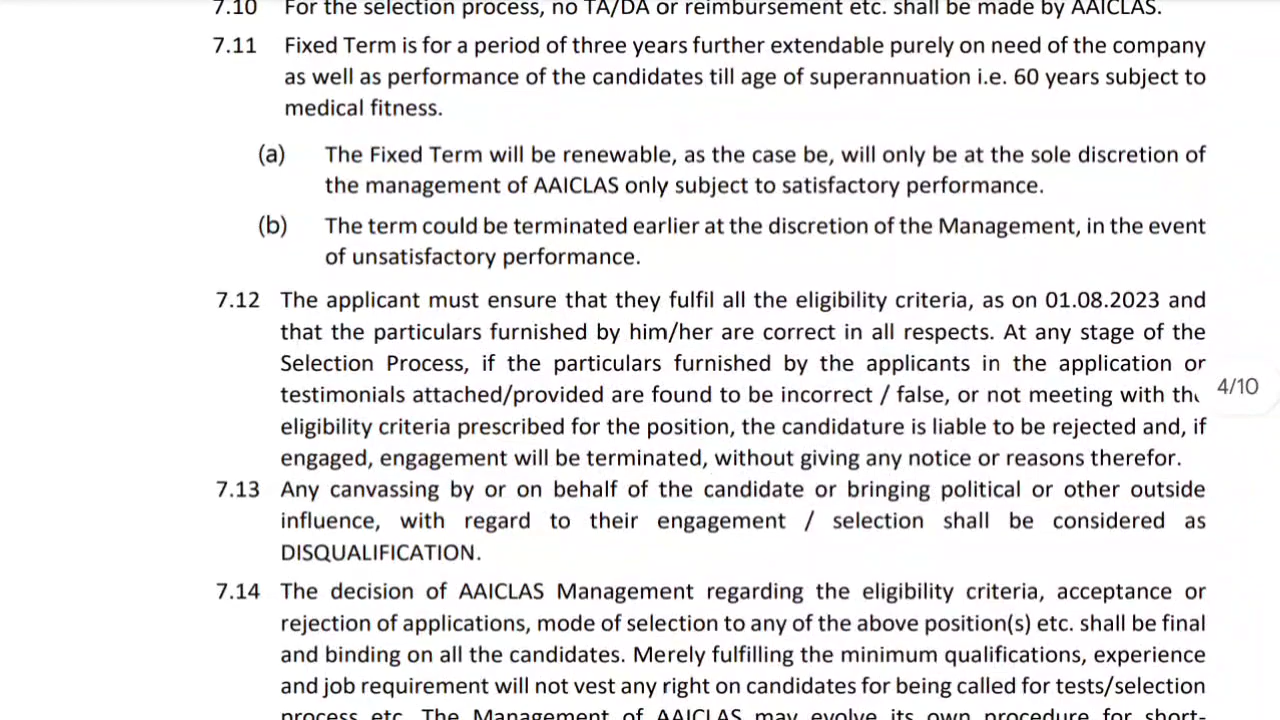 7.10 For the selection process, no TA/DA or reimbursement etc. shall be made by AAICLAS.
7.11 Fixed Term is for a period of three years further extendable purely on need of the company
as well as performance of the candidates till age of superannuation i.e. 60 years subject to
medical fitness.
(a) The Fixed Term will be renewable, as the case be, will only be at the sole discretion of
the management of AAICLAS only subject to satisfactory performance.
(b) The term could be terminated earlier at the discretion of the Management, in the event
of unsatisfactory performance.
7.12 The applicant must ensure that they fulfil all the eligibility criteria, as on 01.08.2023 and
that the particulars furnished by him/her are correct in all respects. At any stage of the
Selection Process, if the particulars furnished by the applicants in the application or
testimonials attached/provided are found to be incorrect / false, or not meeting with the
4/10
eligibility criteria prescribed for the position, the candidature is liable to be rejected and, if
engaged, engagement will be terminated, without giving any notice or reasons therefor.
7.13 Any canvassing by or on behalf of the candidate or bringing political or other outside
influence, with regard to their engagement / selection shall be considered as
DISQUALIFICATION.
7.14 The decision of AAICLAS Management regarding the eligibility criteria, acceptance or
rejection of applications, mode of selection to any of the above position(s) etc. shall be final
and binding on all the candidates. Merely fulfilling the minimum qualifications, experience
and job requirement will not vest any right on candidates for being called for tests/selection
process etc. The Management of AAICLAS may evolve its own procedure for short-